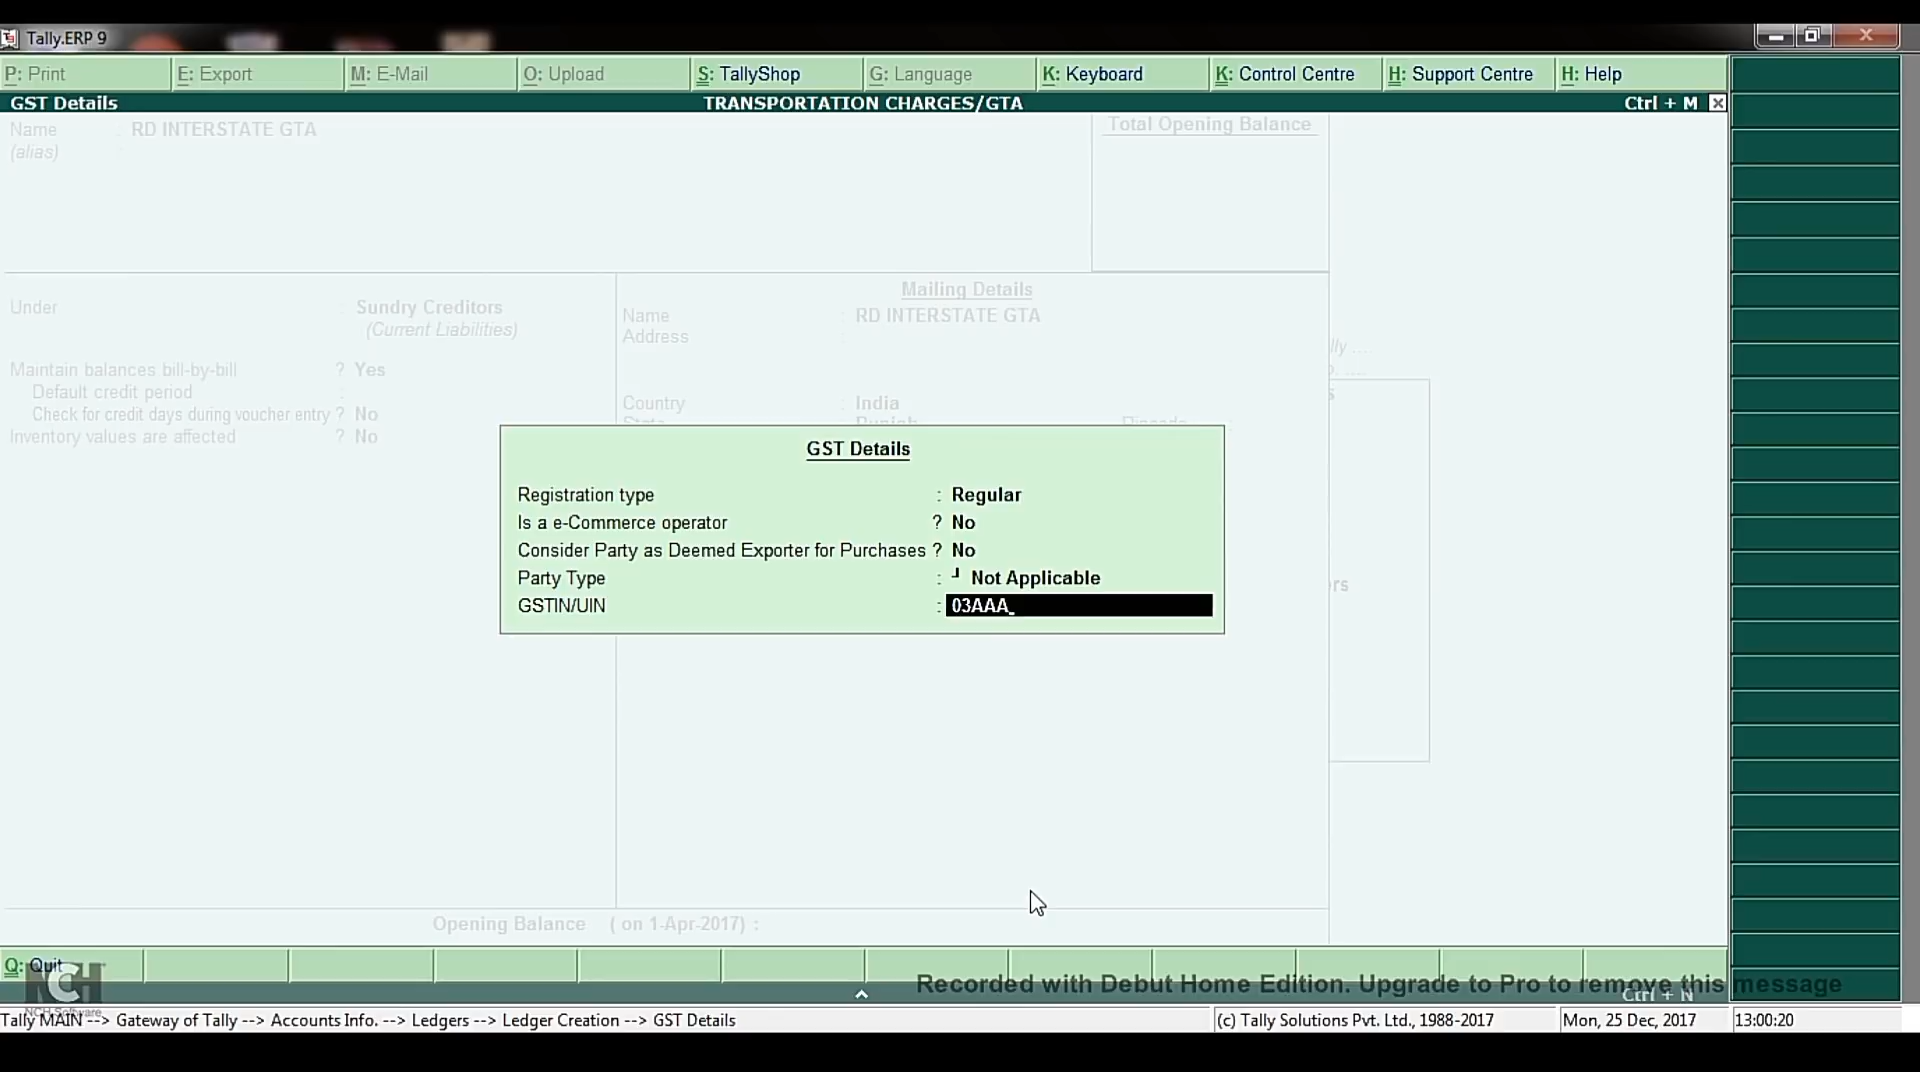 Tally.ERP 9
P: Print E: Export M: E-Mail O: Upload S: TallyShop G: Language K: Keyboard K: Control Centre H: Support Centre H: Help
GST Details TRANSPORTATION CHARGES/GTA Ctrl + M
Name : RD INTERSTATE GTA Total Opening Balance
(alias) :
Mailing Details
Under : Sundry Creditors
(Current Liabilities)
Name : RD INTERSTATE GTA
Address :
Maintain balances bill-by-bill ? Yes
Default credit period :
Check for credit days during voucher entry ? No
Inventory values are affected ? No
Country : India
State : Punjab Pincode
GST Details
Registration type : Regular
Is a e-Commerce operator ? No
Consider Party as Deemed Exporter for Purchases ? No
Party Type : Not Applicable
GSTIN/UIN : 03AAA_
Opening Balance ( on 1-Apr-2017) :
Q: Quit
NCH Software
Recorded with Debut Home Edition. Upgrade to Pro to remove this message
Ctrl + N
Tally MAIN --> Gateway of Tally --> Accounts Info. --> Ledgers --> Ledger Creation --> GST Details (c) Tally Solutions Pvt. Ltd., 1988-2017 Mon, 25 Dec, 2017 13:00:20